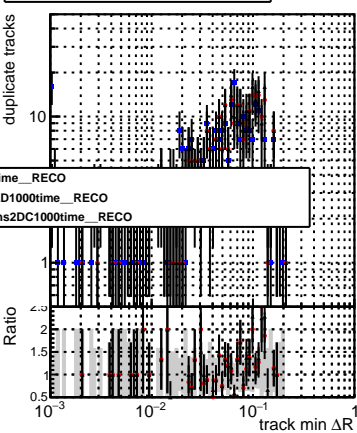 duplicate tracks
10
ime__RECO
D1000time__RECO
ns2DC1000time__RECO
1
Ratio
2.5
2
1.5
1
0.5
10⁻³
10⁻²
10⁻¹
1
track min ΔR